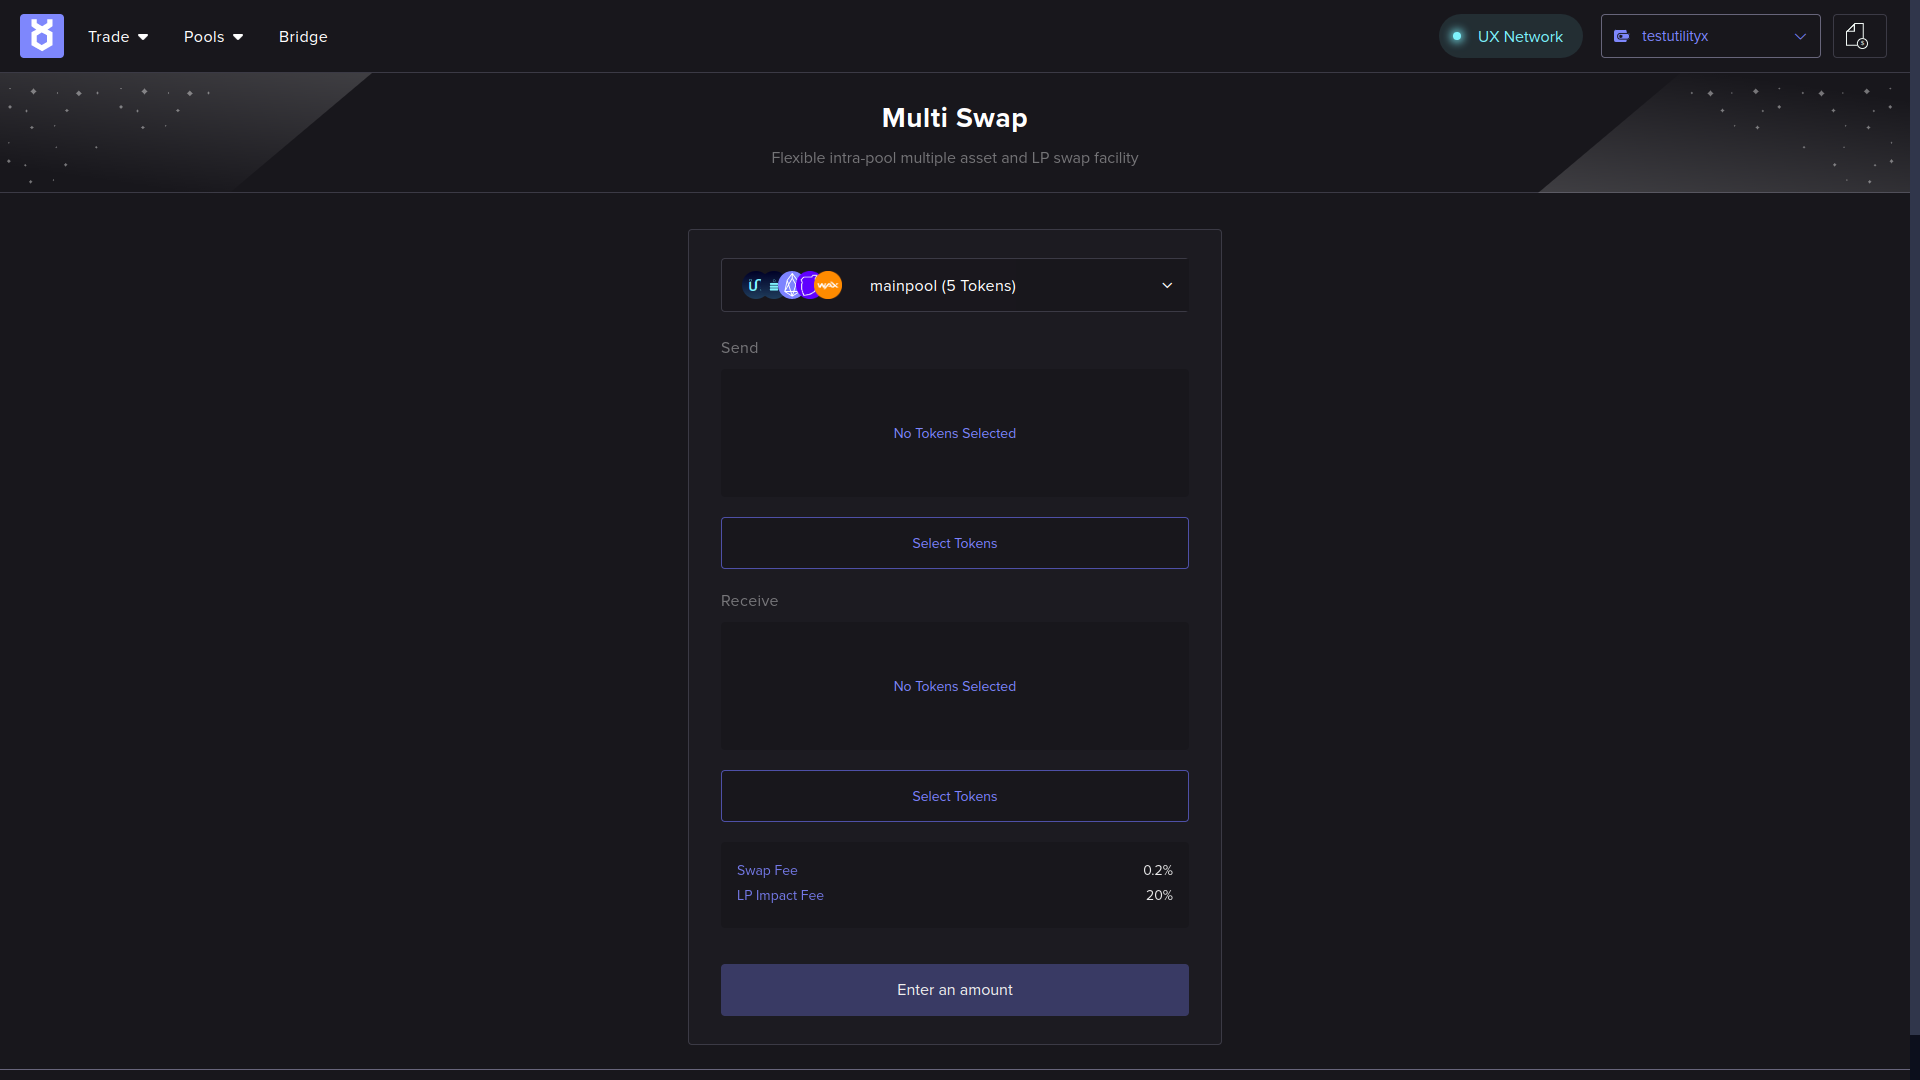 Trade
Pools
Bridge
UX Network
testutilityx
Multi Swap
Flexible intra-pool multiple asset and LP swap facility
mainpool (5 Tokens)
Send
No Tokens Selected
Select Tokens
Receive
No Tokens Selected
Select Tokens
Swap Fee 0.2%
LP Impact Fee 20%
Enter an amount